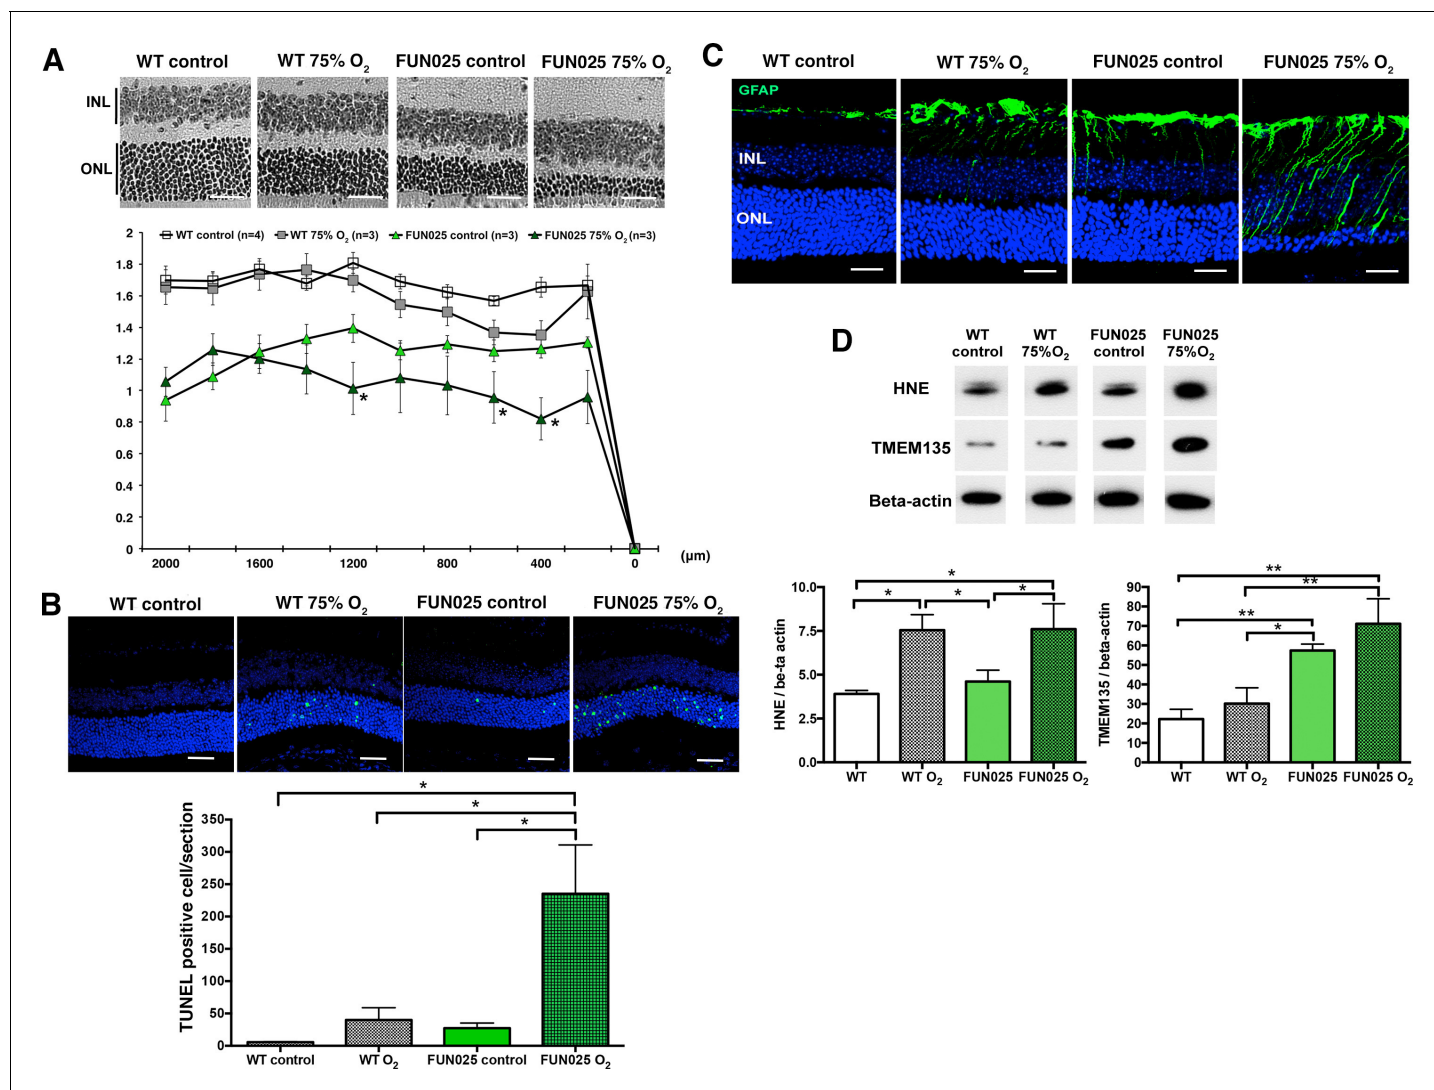 A
WT control
WT 75% O2
FUN025 control
FUN025 75% O2
INL
ONL
WT control (n=4)
WT 75% O2 (n=3)
FUN025 control (n=3)
FUN025 75% O2 (n=3)
2
1.8
1.6
1.4
1.2
1
0.8
0.6
0.4
0.2
0
*
*
*
2000
1600
1200
800
400
0
(µm)
B
WT control
WT 75% O2
FUN025 control
FUN025 75% O2
*
*
*
TUNEL positive cell/section
350
300
250
200
150
100
50
0
WT control
WT O2
FUN025 control
FUN025 O2
C
WT control
WT 75% O2
FUN025 control
FUN025 75% O2
GFAP
INL
ONL
D
WT
control
WT
75%O2
FUN025
control
FUN025
75%O2
HNE
TMEM135
Beta-actin
HNE / be-ta actin
10.0
7.5
5.0
2.5
0.0
*
*
*
*
WT
WT O2
FUN025
FUN025 O2
TMEM135 / beta-actin
90
80
70
60
50
40
30
20
10
0
**
**
**
*
WT
WT O2
FUN025
FUN025 O2